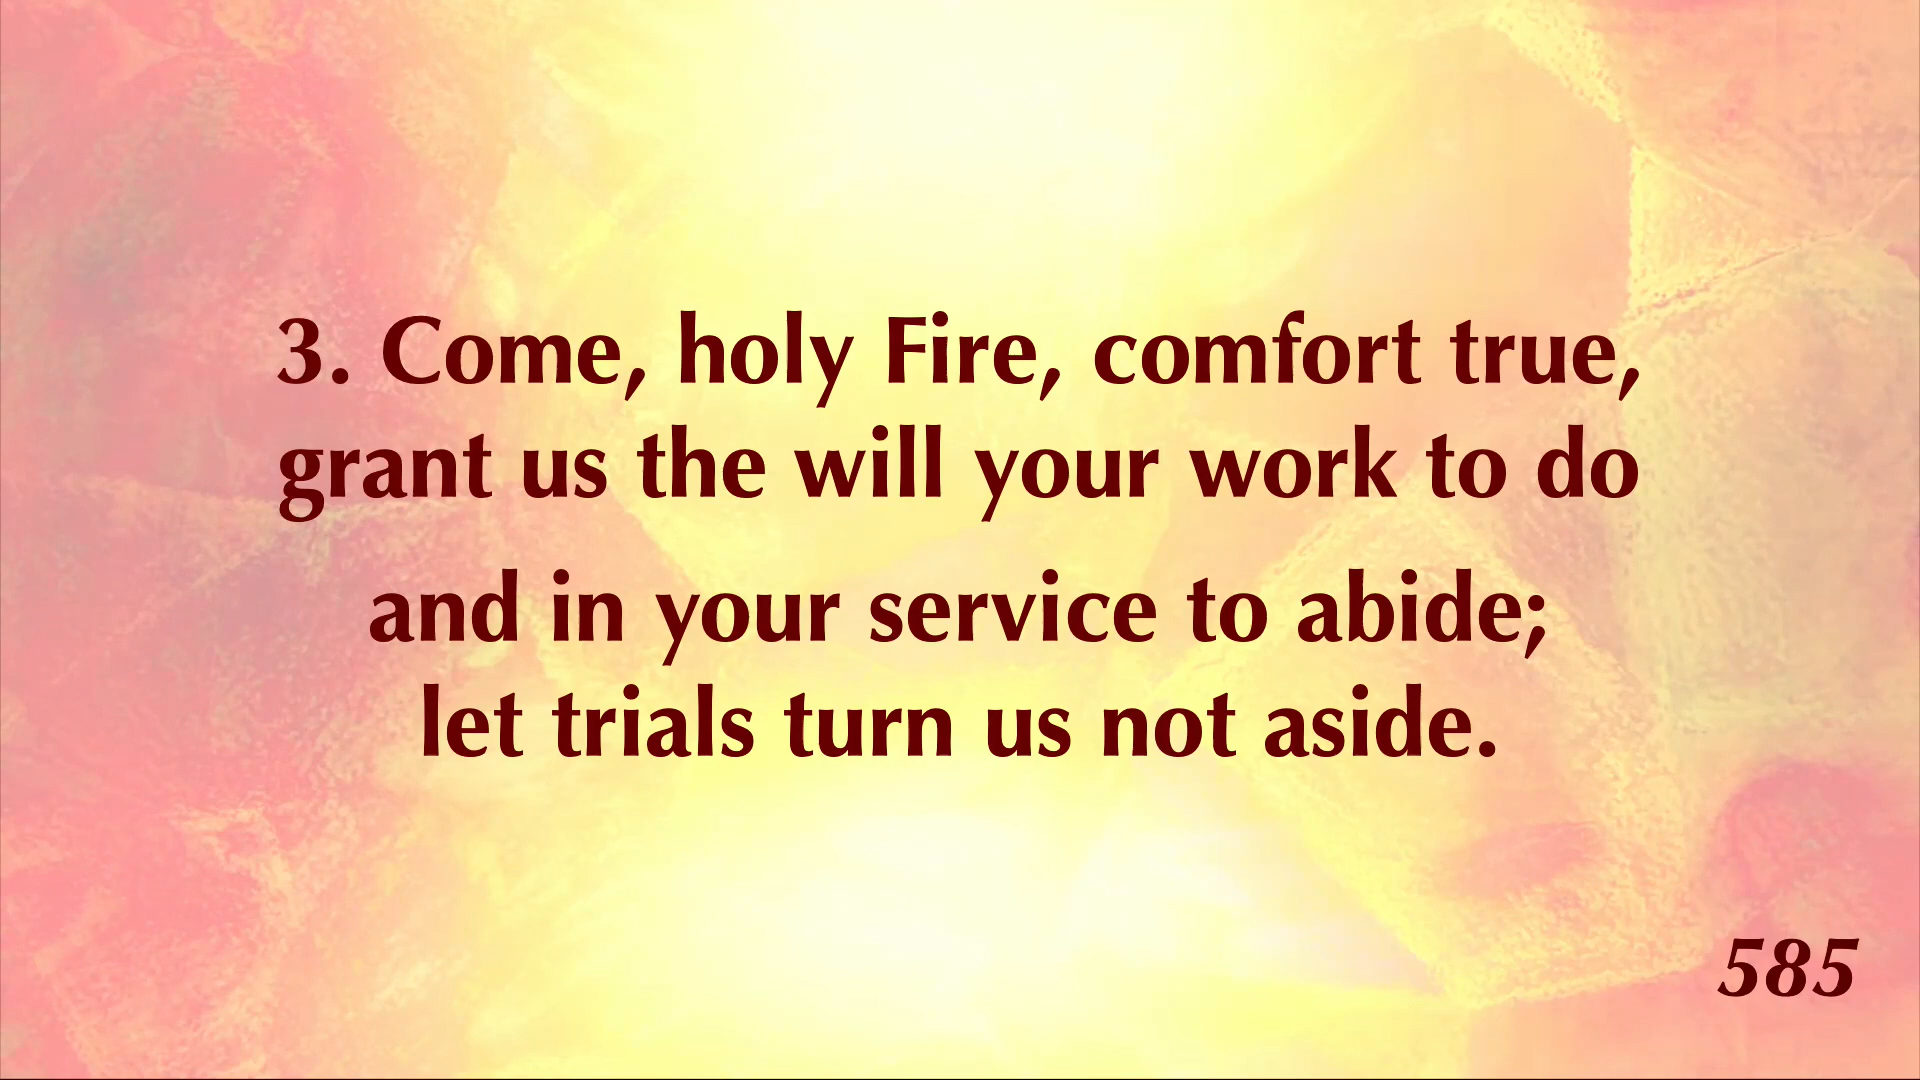 3. Come, holy Fire, comfort true,
grant us the will your work to do
and in your service to abide;
let trials turn us not aside.
585